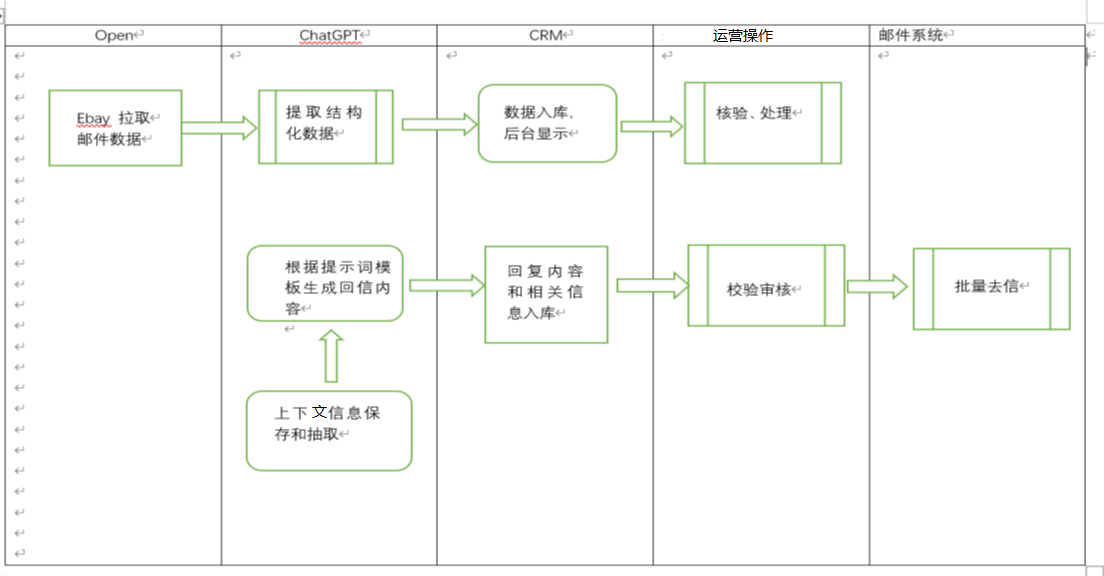 Open
ChatGPT
CRM
运营操作
邮件系统
Ebay 拉取
邮件数据
提取结构
化数据
数据入库,
后台显示
核验、处理
根据提示词模
板生成回信内
容
回复内容
和相关信
息入库
校验审核
批量去信
上下文信息保
存和抽取